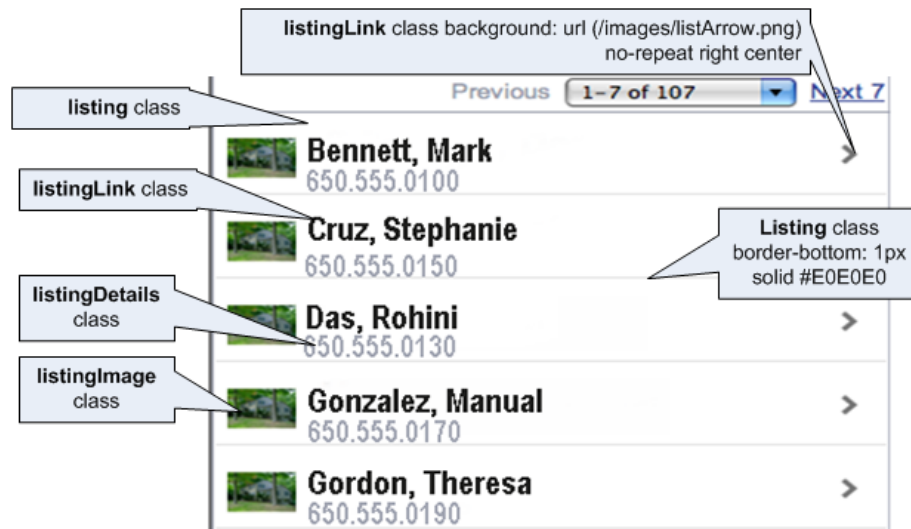 listingLink class background: url (/images/listArrow.png)
no-repeat right center
Previous 1-7 of 107 Next 7
listing class
Bennett, Mark
650.555.0100
listingLink class
Cruz, Stephanie
650.555.0150
Listing class
border-bottom: 1px
solid #E0E0E0
listingDetails
class
Das, Rohini
650.555.0130
listingImage
class
Gonzalez, Manual
650.555.0170
Gordon, Theresa
650.555.0190